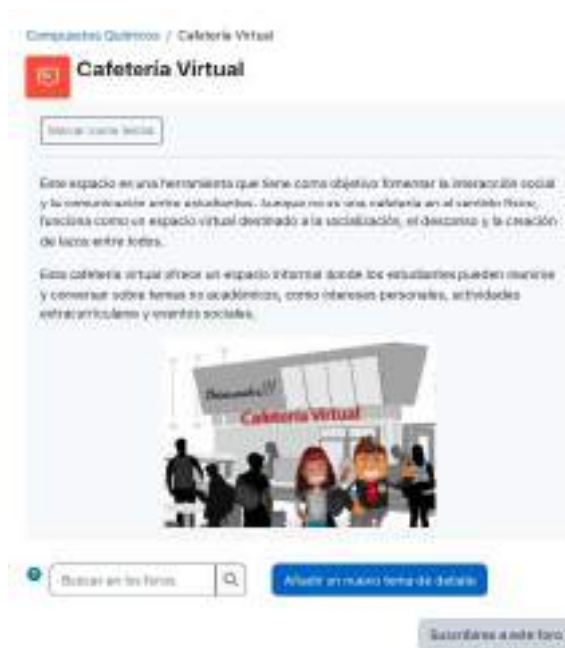 Compuestos Químicos / Cafetería Virtual
Cafetería Virtual
Marcar como leídos
Este espacio es una herramienta que tiene como objetivo fomentar la interacción social
y la comunicación entre estudiantes. Aunque no es una cafetería en el sentido físico,
funciona como un espacio virtual destinado a la socialización, el descanso y la creación
de lazos entre todos.
Esta cafetería virtual ofrece un espacio informal donde los estudiantes pueden reunirse
y conversar sobre temas no académicos, como intereses personales, actividades
extracurriculares y eventos sociales.
Cafetería Virtual
Buscar en los foros
Añadir un nuevo tema de debate
Suscribirse a este foro